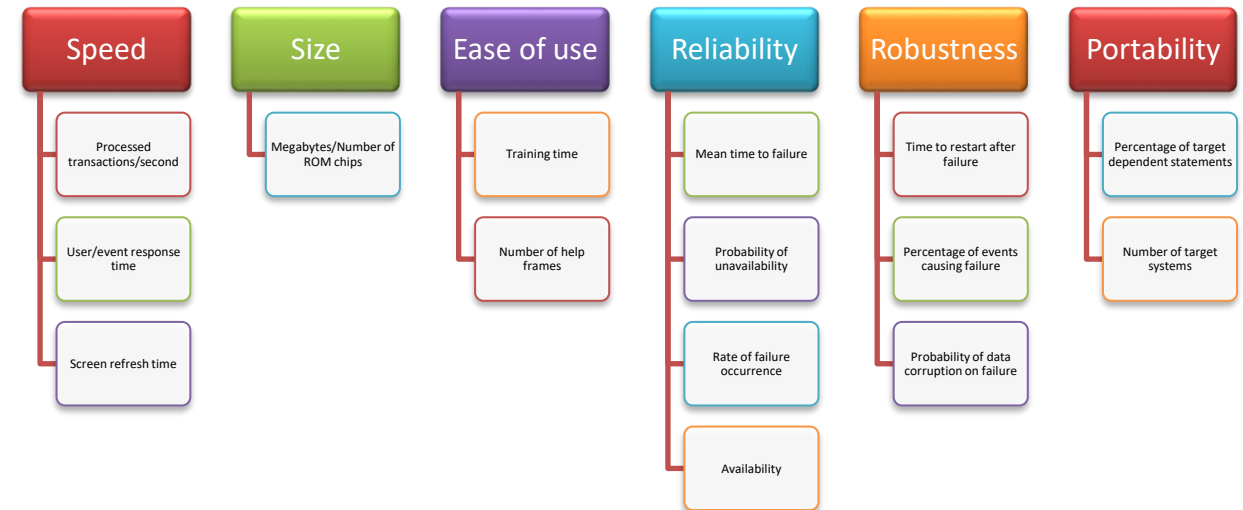 Speed
Processed
transactions/second
User/event response
time
Screen refresh time
Size
Megabytes/Number of
ROM chips
Ease of use
Training time
Number of help
frames
Reliability
Mean time to failure
Probability of
unavailability
Rate of failure
occurrence
Availability
Robustness
Time to restart after
failure
Percentage of events
causing failure
Probability of data
corruption on failure
Portability
Percentage of target
dependent statements
Number of target
systems